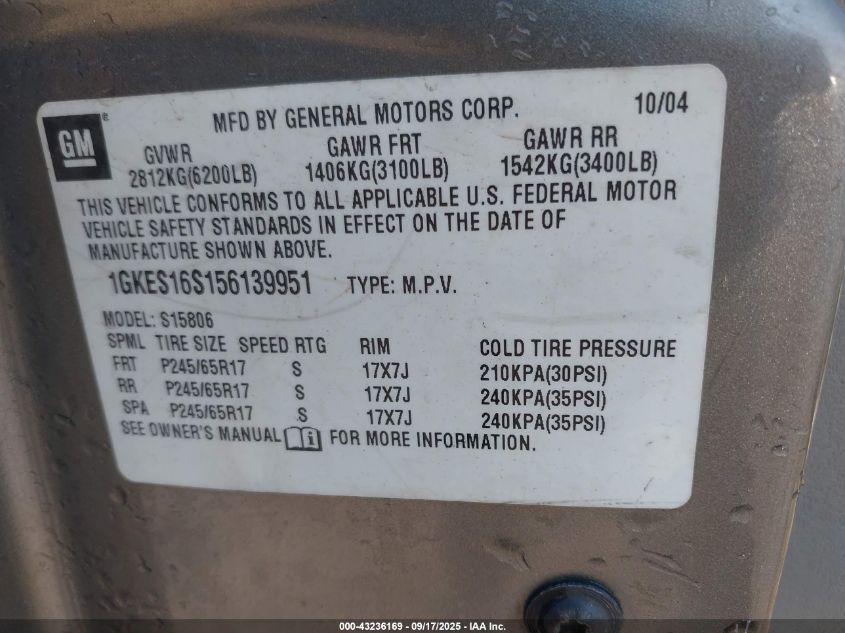 GM ®
MFD BY GENERAL MOTORS CORP. 10/04
GVWR GAWR FRT GAWR RR
2812KG(6200LB) 1406KG(3100LB) 1542KG(3400LB)
THIS VEHICLE CONFORMS TO ALL APPLICABLE U.S. FEDERAL MOTOR
VEHICLE SAFETY STANDARDS IN EFFECT ON THE DATE OF
MANUFACTURE SHOWN ABOVE.
1GKES16S156139951 TYPE: M.P.V.
MODEL: S15806
SPML TIRE SIZE SPEED RTG RIM COLD TIRE PRESSURE
FRT P245/65R17 S 17X7J 210KPA(30PSI)
RR P245/65R17 S 17X7J 240KPA(35PSI)
SPA P245/65R17 S 17X7J 240KPA(35PSI)
SEE OWNER'S MANUAL i FOR MORE INFORMATION.
000-43236169 - 09/17/2025 - IAA Inc.